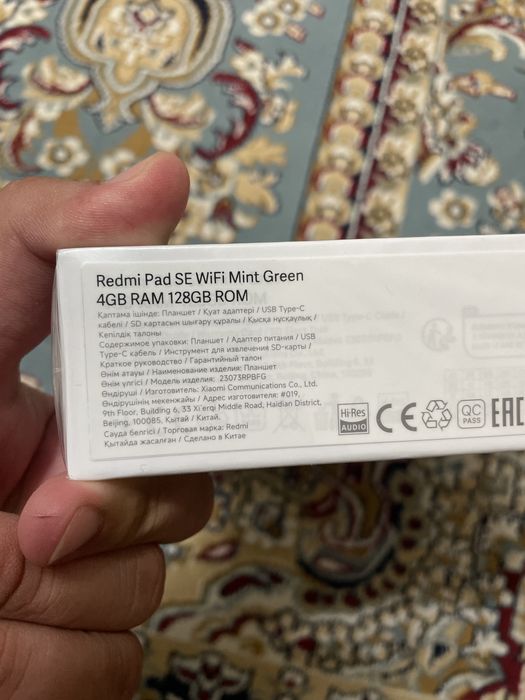 Redmi Pad SE WiFi Mint Green
4GB RAM 128GB ROM
Қаптама ішінде: Планшет / Қуат адаптері / USB Type-C
кабелі / SD картасын шығару құралы / Қысқа нұсқаулық /
Кепілдік талоны
Содержимое упаковки: Планшет / Адаптер питания / USB
Type-C кабель / Инструмент для извлечения SD-карты /
Краткое руководство / Гарантийный талон
Өнім атауы / Наименование изделия: Планшет
Өнім үлгісі / Модель изделия: 23073RPBFG
Өндіруші / Изготовитель: Xiaomi Communications Co., Ltd.
Өндірушінің мекенжайы / Адрес изготовителя: #019,
9th Floor, Building 6, 33 Xi'erqi Middle Road, Haidian District,
Beijing, 100085, Қытай / Китай.
Сауда белгісі / Торговая марка: Redmi
Қытайда жасалған / Сделано в Китае
Hi-Res
AUDIO
CE
QC
PASS
EAC